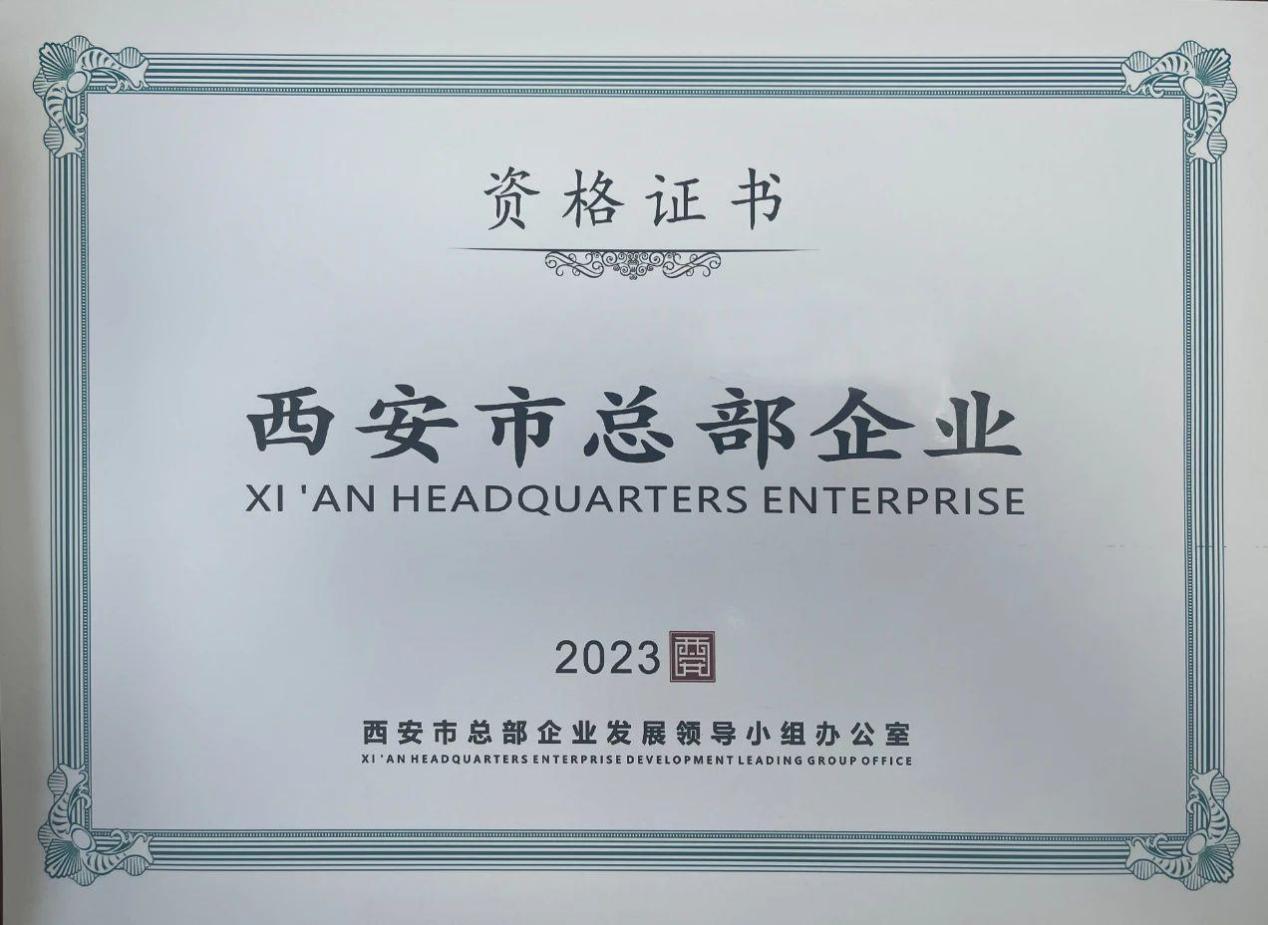 资格证书
西安市总部企业
XI 'AN HEADQUARTERS ENTERPRISE
2023
西安市总部企业发展领导小组办公室
XI 'AN HEADQUARTERS ENTERPRISE DEVELOPMENT LEADING GROUP OFFICE